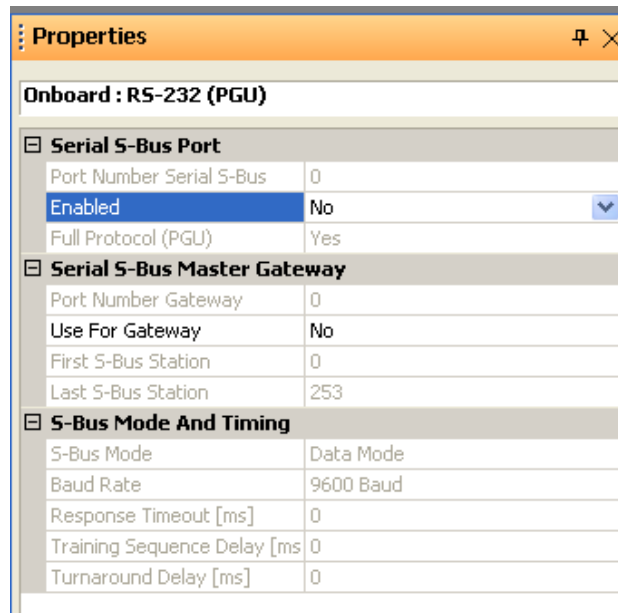 Properties
Onboard : RS-232 (PGU)
Serial S-Bus Port
Port Number Serial S-Bus 0
Enabled No
Full Protocol (PGU) Yes
Serial S-Bus Master Gateway
Port Number Gateway 0
Use For Gateway No
First S-Bus Station 0
Last S-Bus Station 253
S-Bus Mode And Timing
S-Bus Mode Data Mode
Baud Rate 9600 Baud
Response Timeout [ms] 0
Training Sequence Delay [ms 0
Turnaround Delay [ms] 0